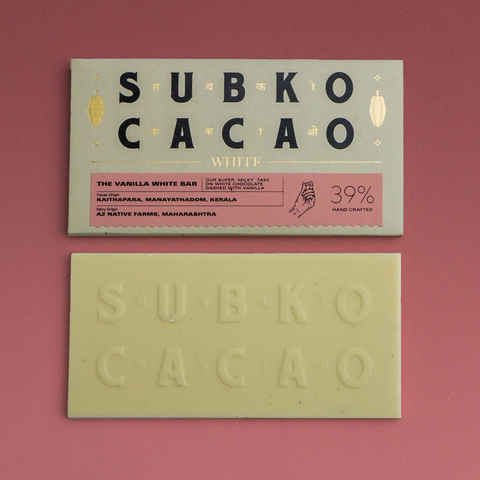 SUBKO
स ब को
CACAO
क का ओ
WHITE
THE VANILLA WHITE BAR
OUR SUPER 'MILKY' TAKE
ON WHITE CHOCOLATE
DASHED WITH VANILLA
Cacao Origin
KAITHAPARA, MANAYATHADOM, KERALA
Dairy Origin
A2 NATIVE FARMS, MAHARASHTRA
39%
HAND CRAFTED
SUBKO
CACAO